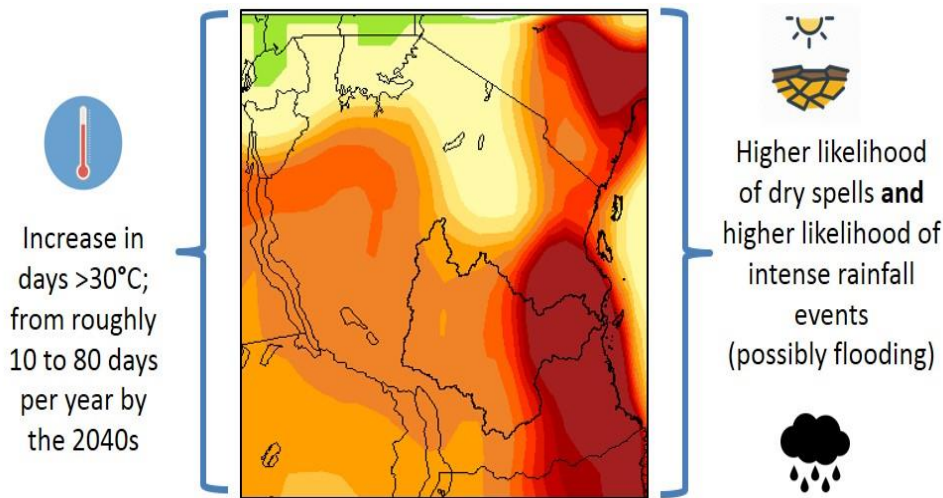 Increase in
days >30°C;
from roughly
10 to 80 days
per year by
the 2040s
Higher likelihood
of dry spells and
higher likelihood of
intense rainfall
events
(possibly flooding)